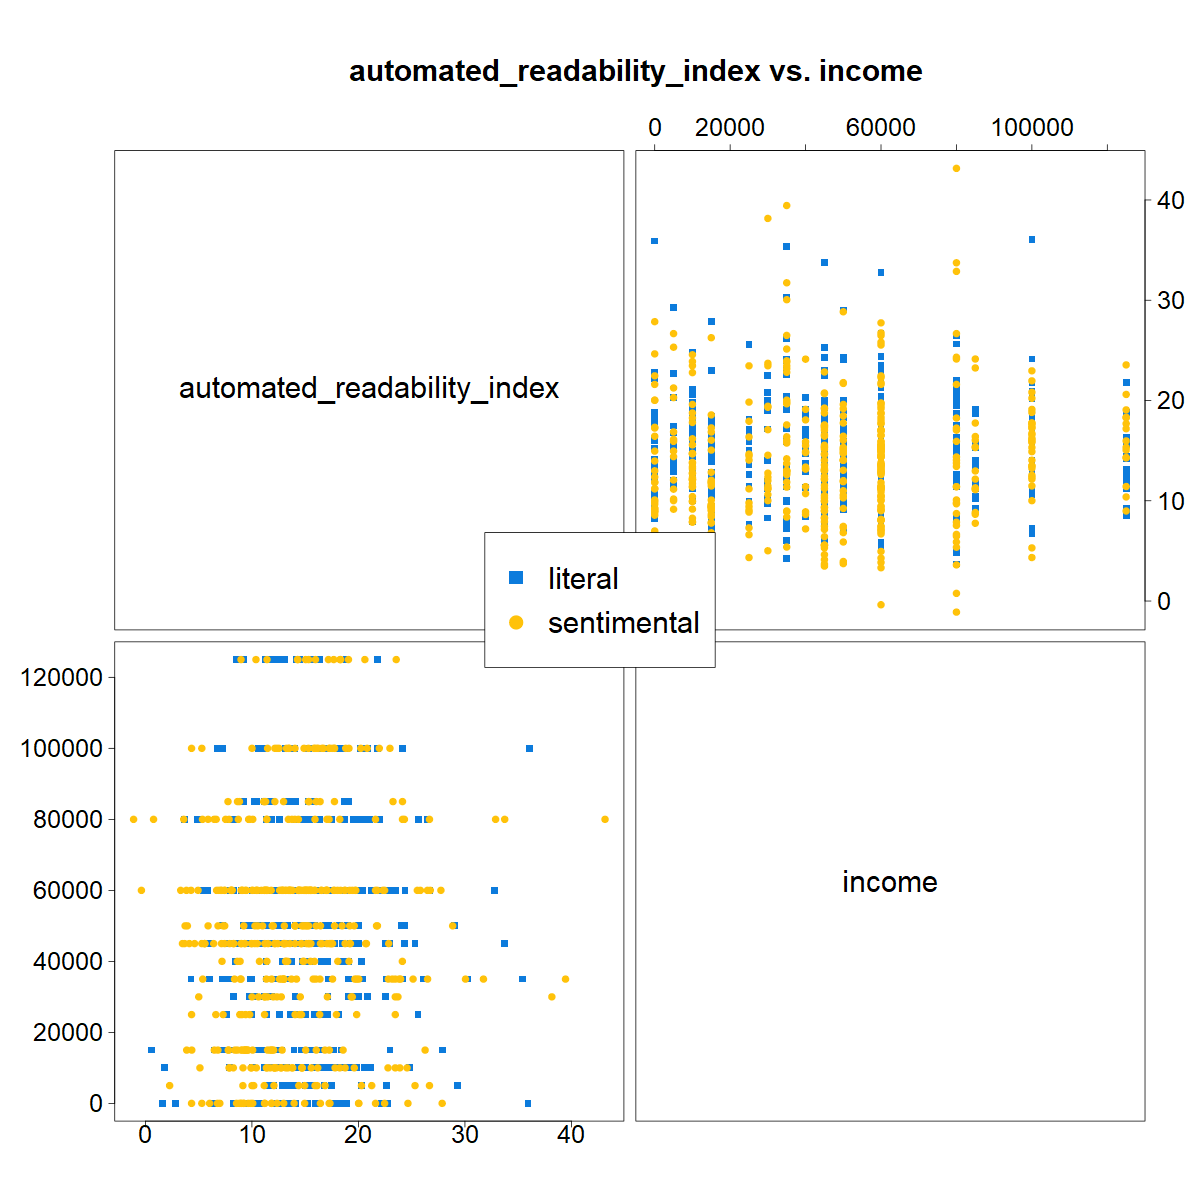 automated_readability_index vs. income
0 20000 60000 100000
automated_readability_index
40
30
20
10
0
literal
sentimental
120000
100000
80000
60000
40000
20000
0
income
0 10 20 30 40